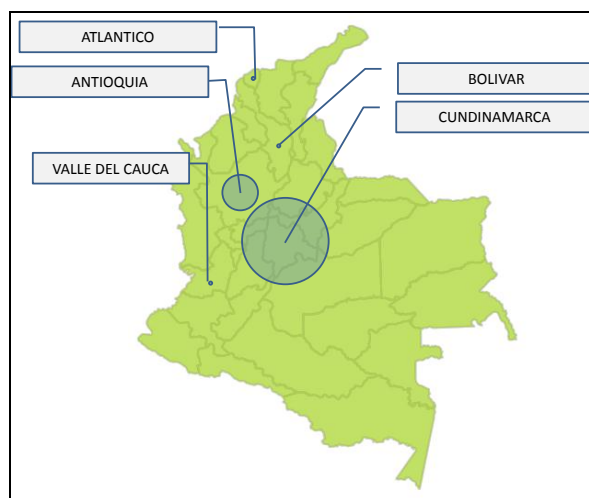 ATLANTICO
ANTIOQUIA
BOLIVAR
CUNDINAMARCA
VALLE DEL CAUCA